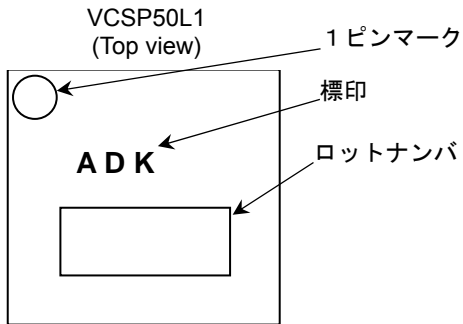 VCSP50L1
(Top view)
１ピンマーク
標印
ADK
ロットナンバ